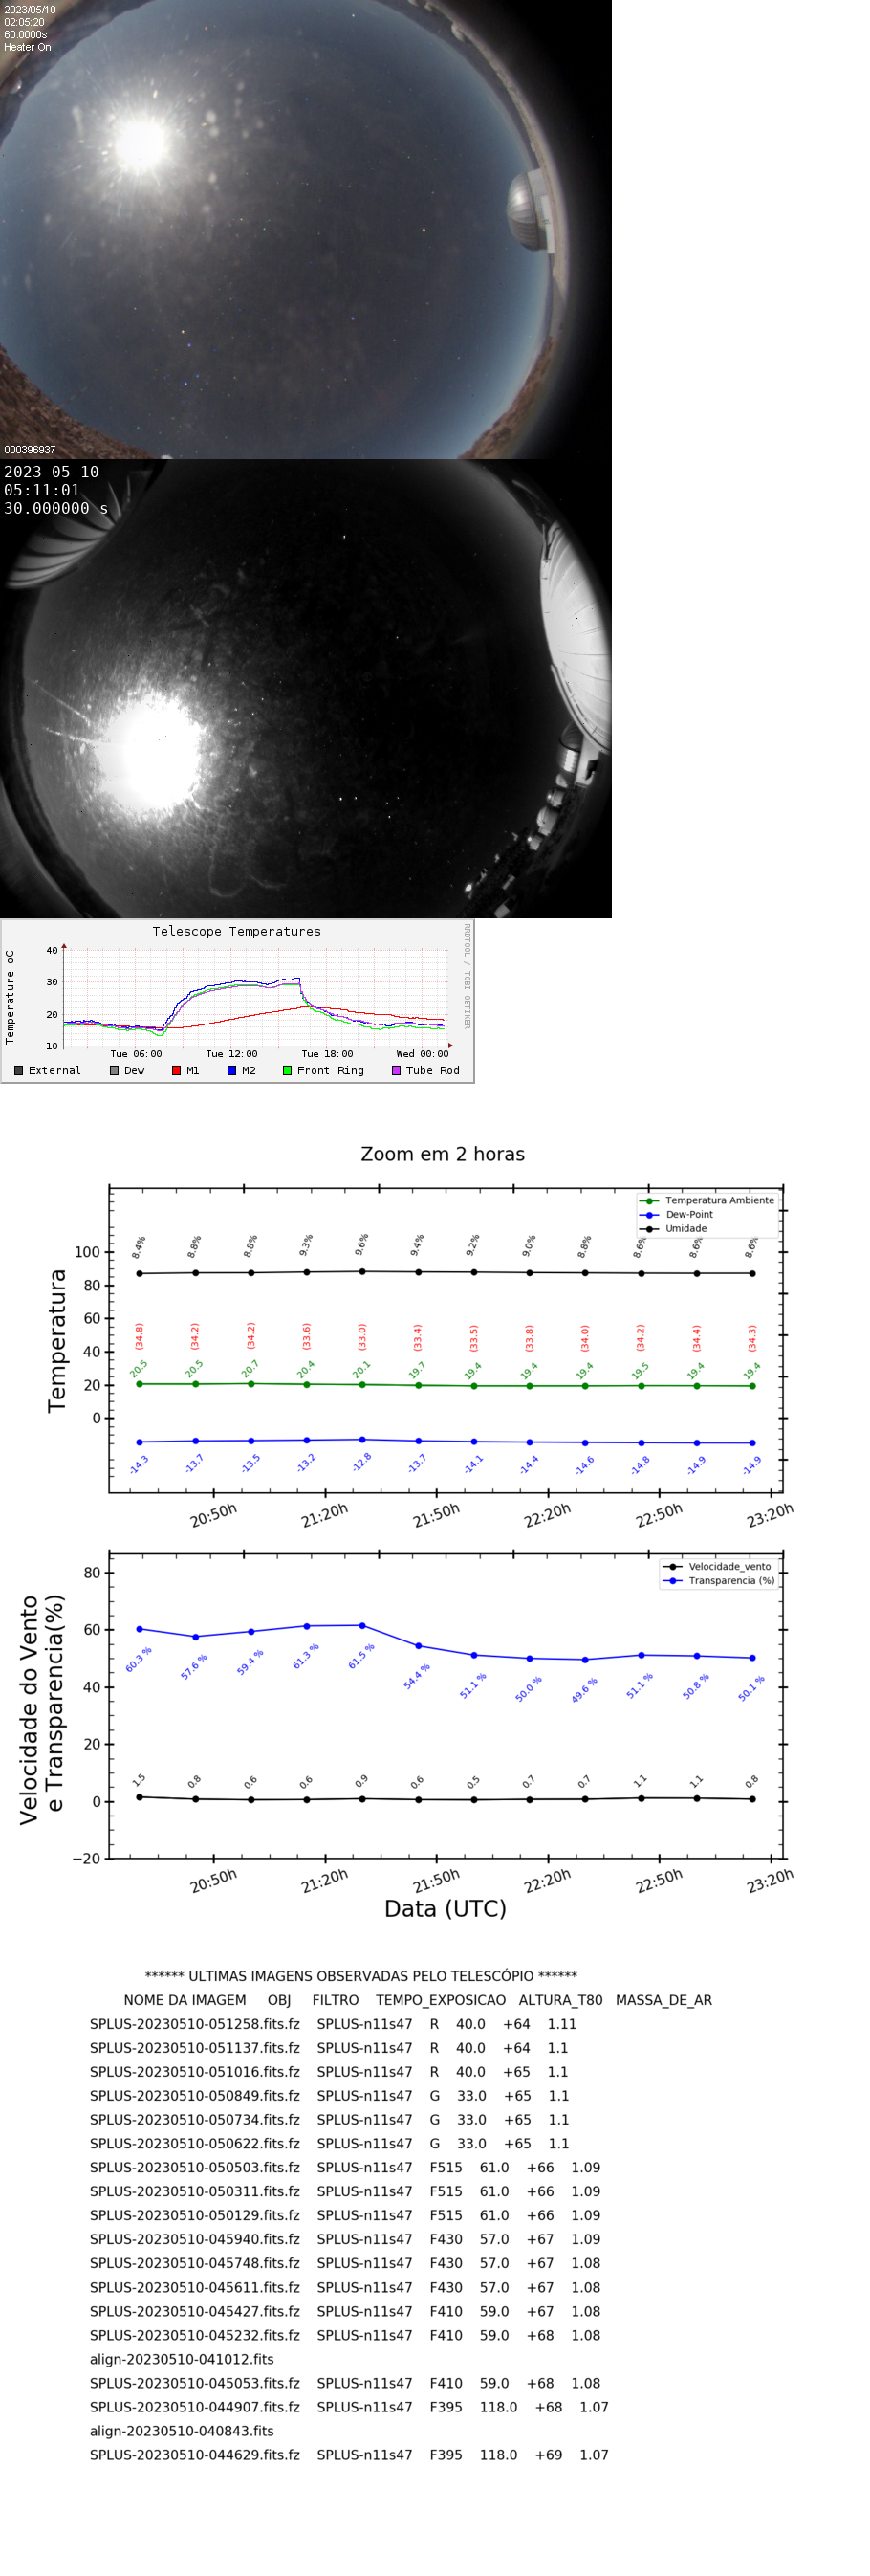 2023/05/10
02:05:20
60.0000s
Heater On
000396937
2023-05-10
05:11:01
30.000000 s
Telescope Temperatures
RRDTOOL / TOBI OETIKER
Temperature oC
40
30
20
10
Tue 06:00 Tue 12:00 Tue 18:00 Wed 00:00
External Dew M1 M2 Front Ring Tube Rod
Zoom em 2 horas
Temperatura Ambiente
Dew-Point
Umidade
Temperatura
100
80
60
40
20
0
8.4% 8.8% 8.8% 9.3% 9.6% 9.4% 9.2% 9.0% 8.8% 8.6% 8.6% 8.6%
(34.8) (34.2) (34.2) (33.6) (33.0) (33.4) (33.5) (33.8) (34.0) (34.2) (34.4) (34.3)
20.5 20.5 20.7 20.4 20.1 19.7 19.4 19.4 19.4 19.5 19.4 19.4
-14.3 -13.7 -13.5 -13.2 -12.8 -13.7 -14.1 -14.4 -14.6 -14.8 -14.9 -14.9
20:50h 21:20h 21:50h 22:20h 22:50h 23:20h
Velocidade_vento
Transparencia (%)
Velocidade do Vento
e Transparencia(%)
80
60
40
20
0
−20
60.3 % 57.6 % 59.4 % 61.3 % 61.5 % 54.4 % 51.1 % 50.0 % 49.6 % 51.1 % 50.8 % 50.1 %
1.5 0.8 0.6 0.6 0.9 0.6 0.5 0.7 0.7 1.1 1.1 0.8
20:50h 21:20h 21:50h 22:20h 22:50h 23:20h
Data (UTC)
****** ULTIMAS IMAGENS OBSERVADAS PELO TELESCÓPIO ******
NOME DA IMAGEM OBJ FILTRO TEMPO_EXPOSICAO ALTURA_T80 MASSA_DE_AR
SPLUS-20230510-051258.fits.fz SPLUS-n11s47 R 40.0 +64 1.11
SPLUS-20230510-051137.fits.fz SPLUS-n11s47 R 40.0 +64 1.1
SPLUS-20230510-051016.fits.fz SPLUS-n11s47 R 40.0 +65 1.1
SPLUS-20230510-050849.fits.fz SPLUS-n11s47 G 33.0 +65 1.1
SPLUS-20230510-050734.fits.fz SPLUS-n11s47 G 33.0 +65 1.1
SPLUS-20230510-050622.fits.fz SPLUS-n11s47 G 33.0 +65 1.1
SPLUS-20230510-050503.fits.fz SPLUS-n11s47 F515 61.0 +66 1.09
SPLUS-20230510-050311.fits.fz SPLUS-n11s47 F515 61.0 +66 1.09
SPLUS-20230510-050129.fits.fz SPLUS-n11s47 F515 61.0 +66 1.09
SPLUS-20230510-045940.fits.fz SPLUS-n11s47 F430 57.0 +67 1.09
SPLUS-20230510-045748.fits.fz SPLUS-n11s47 F430 57.0 +67 1.08
SPLUS-20230510-045611.fits.fz SPLUS-n11s47 F430 57.0 +67 1.08
SPLUS-20230510-045427.fits.fz SPLUS-n11s47 F410 59.0 +67 1.08
SPLUS-20230510-045232.fits.fz SPLUS-n11s47 F410 59.0 +68 1.08
align-20230510-041012.fits
SPLUS-20230510-045053.fits.fz SPLUS-n11s47 F410 59.0 +68 1.08
SPLUS-20230510-044907.fits.fz SPLUS-n11s47 F395 118.0 +68 1.07
align-20230510-040843.fits
SPLUS-20230510-044629.fits.fz SPLUS-n11s47 F395 118.0 +69 1.07